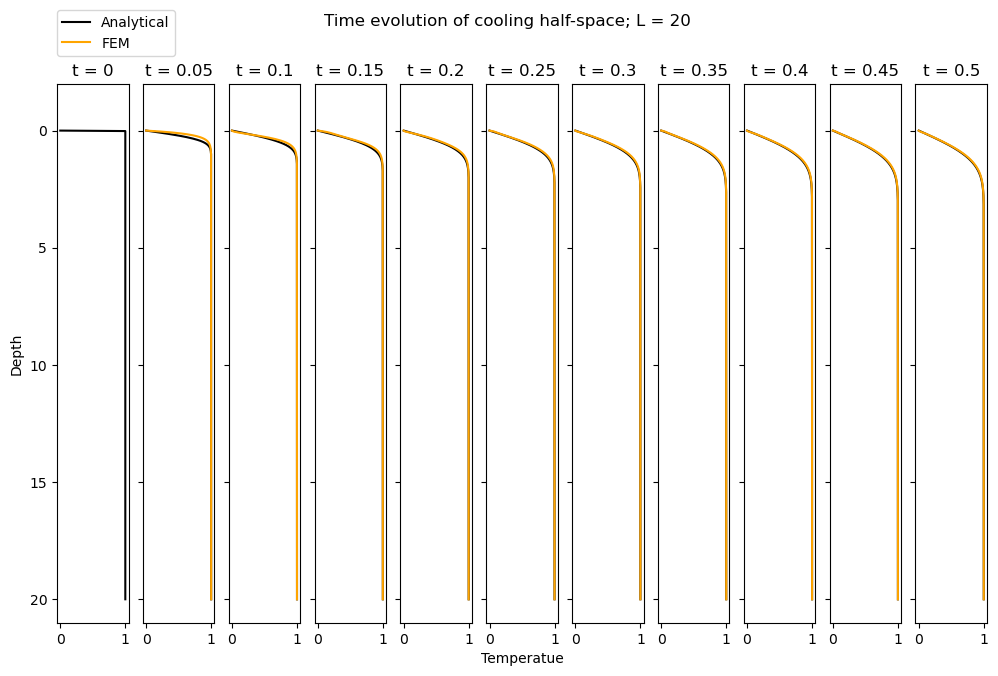 Time evolution of cooling half-space; L = 20
Analytical
FEM
t = 0
t = 0.05
t = 0.1
t = 0.15
t = 0.2
t = 0.25
t = 0.3
t = 0.35
t = 0.4
t = 0.45
t = 0.5
Depth
0
5
10
15
20
0 1
0 1
0 1
0 1
0 1
0 1
0 1
0 1
0 1
0 1
0 1
Temperatue